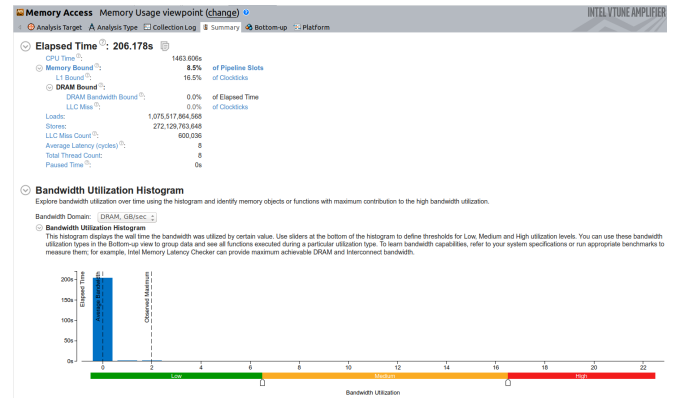 Memory Access Memory Usage viewpoint (change)
INTEL VTUNE AMPLIFIER
Analysis Target Analysis Type Collection Log Summary Bottom-up Platform
Elapsed Time: 206.178s
CPU Time: 1463.606s
Memory Bound: 8.5% of Pipeline Slots
L1 Bound: 16.5% of Clockticks
DRAM Bound:
DRAM Bandwidth Bound: 0.0% of Elapsed Time
LLC Miss: 0.0% of Clockticks
Loads: 1,075,517,864,568
Stores: 272,129,763,648
LLC Miss Count: 600,036
Average Latency (cycles): 8
Total Thread Count: 8
Paused Time: 0s
Bandwidth Utilization Histogram
Explore bandwidth utilization over time using the histogram and identify memory objects or functions with maximum contribution to the high bandwidth utilization.
Bandwidth Domain: DRAM, GB/sec
Bandwidth Utilization Histogram
This histogram displays the wall time the bandwidth was utilized by certain value. Use sliders at the bottom of the histogram to define thresholds for Low, Medium and High utilization levels. You can use these bandwidth
utilization types in the Bottom-up view to group data and see all functions executed during a particular utilization type. To learn bandwidth capabilities, refer to your system specifications or run appropriate benchmarks to
measure them; for example, Intel Memory Latency Checker can provide maximum achievable DRAM and Interconnect bandwidth.
Elapsed Time
Average Bandwidth
Observed Maximum
200s
150s
100s
50s
0s
0 2 4 6 8 10 12 14 16 18 20 22
Low Medium High
Bandwidth Utilization